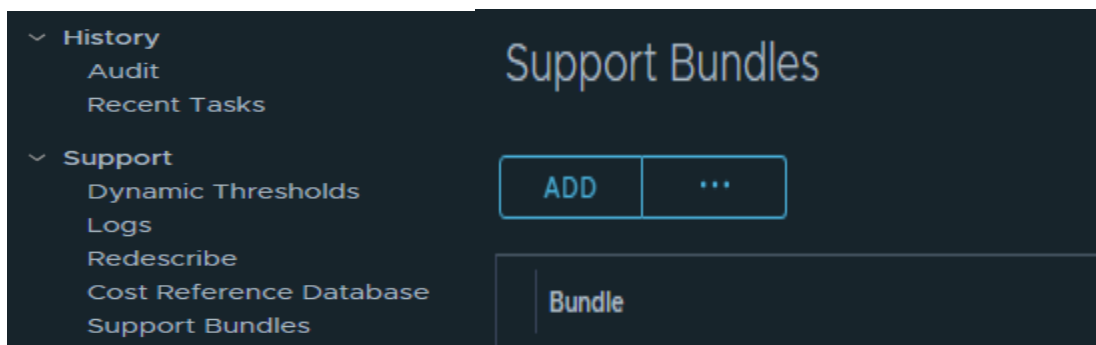 History
Audit
Recent Tasks
Support
Dynamic Thresholds
Logs
Redescribe
Cost Reference Database
Support Bundles
Support Bundles
ADD ...
Bundle